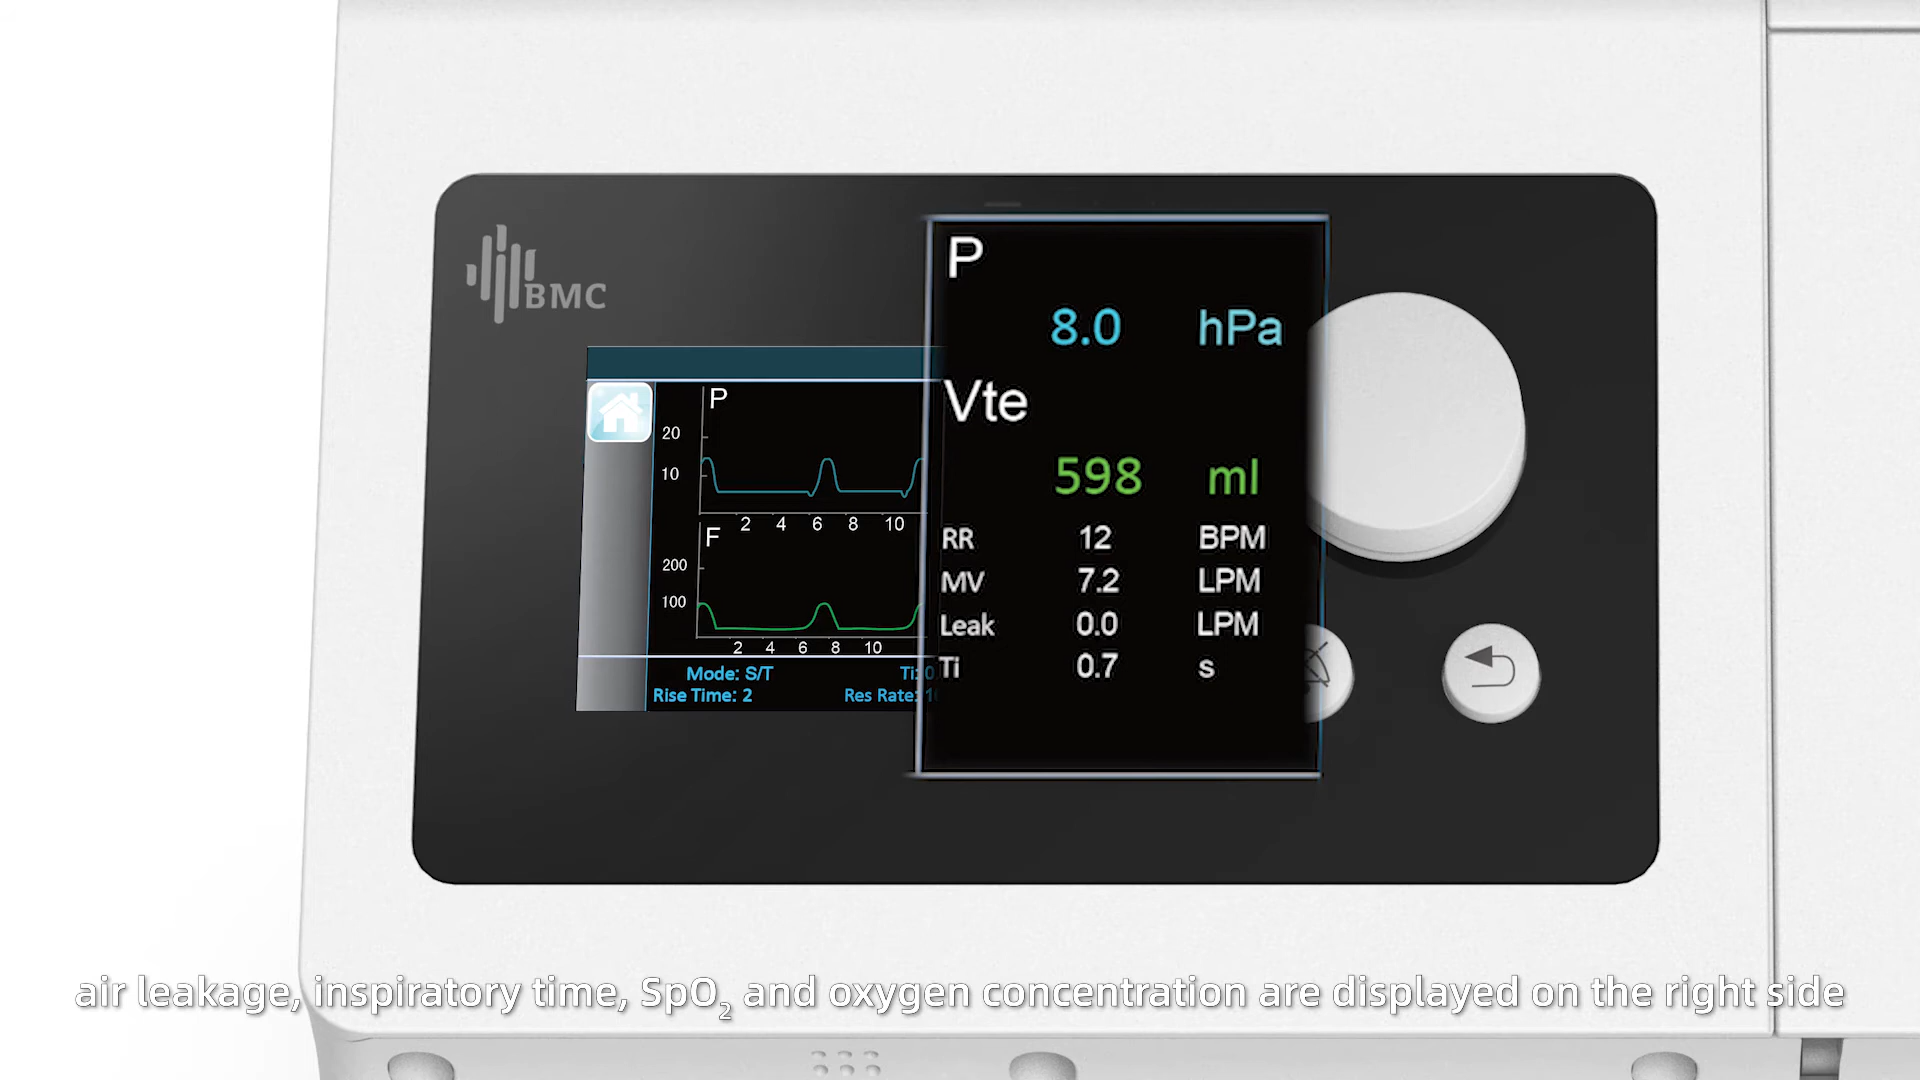 BMC
P
20
10
2 4 6 8 10
F
200
100
2 4 6 8 10
Mode: S/T
Rise Time: 2
Res Rate:
P
8.0 hPa
Vte
598 ml
RR 12 BPM
MV 7.2 LPM
Leak 0.0 LPM
Ti 0.7 s
air leakage, inspiratory time, SpO₂ and oxygen concentration are displayed on the right side